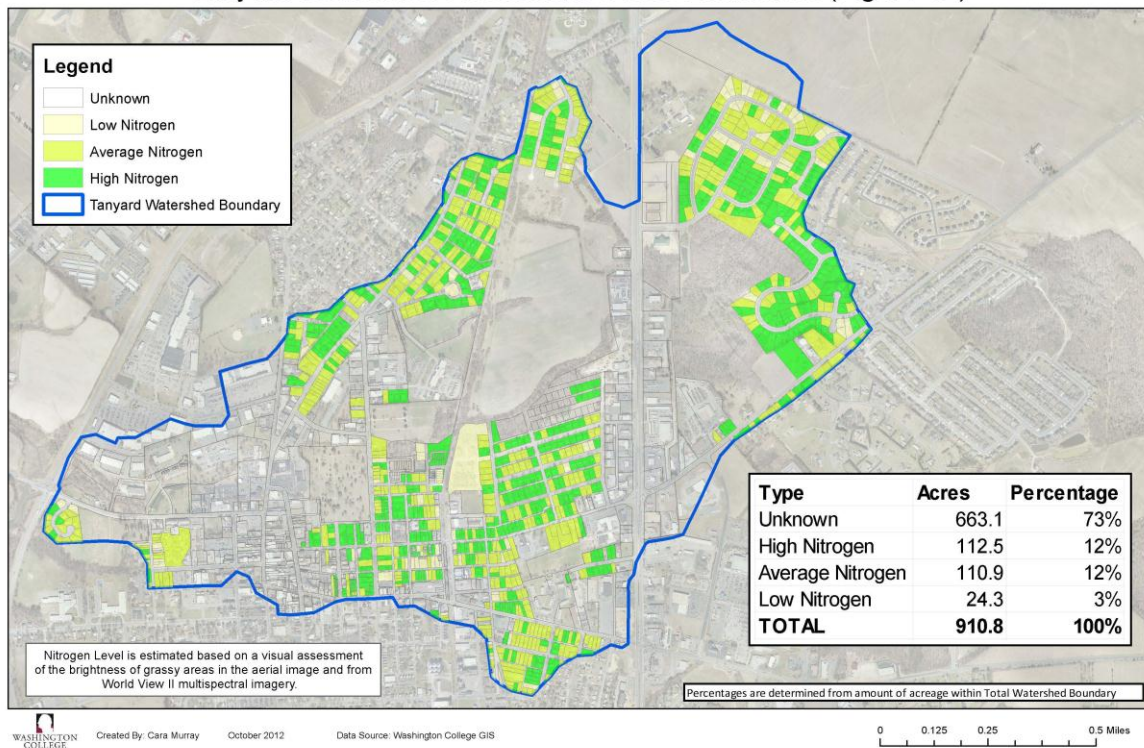 Legend
Unknown
Low Nitrogen
Average Nitrogen
High Nitrogen
Tanyard Watershed Boundary
Type Acres Percentage
Unknown 663.1 73%
High Nitrogen 112.5 12%
Average Nitrogen 110.9 12%
Low Nitrogen 24.3 3%
TOTAL 910.8 100%
Nitrogen Level is estimated based on a visual assessment
of the brightness of grassy areas in the aerial image and from
World View II multispectral imagery.
Percentages are determined from amount of acreage within Total Watershed Boundary
WASHINGTON
COLLEGE
Created By: Cara Murray October 2012 Data Source: Washington College GIS
0 0.125 0.25 0.5 Miles